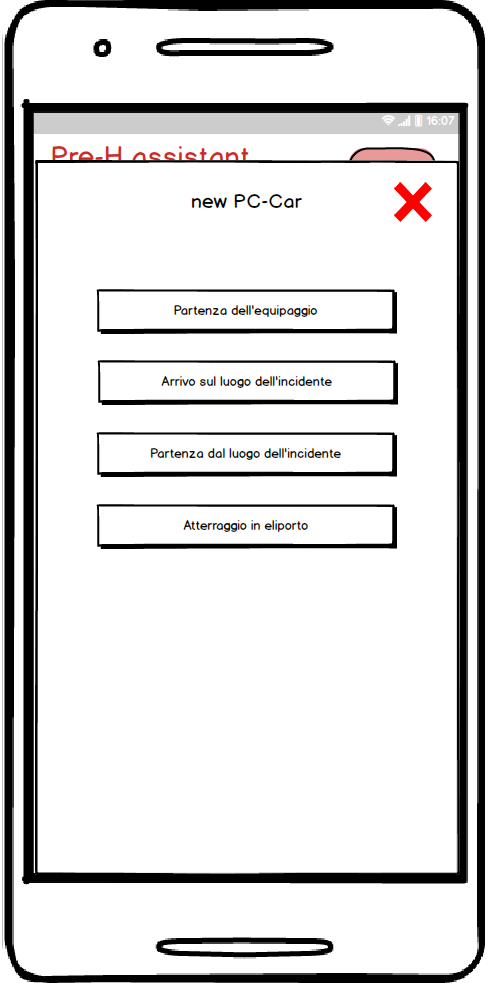 16:07
Pre-H assistant
new PC-Car
Partenza dell'equipaggio
Arrivo sul luogo dell'incidente
Partenza dal luogo dell'incidente
Atterraggio in eliporto